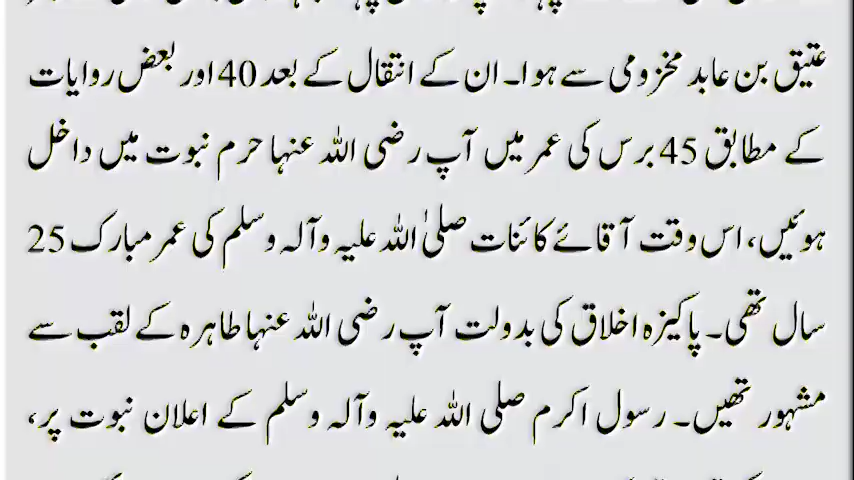 عتیق بن عابد مخزومی سے ہوا۔ ان کے انتقال کے بعد 40 اور بعض روایات
کے مطابق 45 برس کی عمر میں آپ رضی اللہ عنہا حرم نبوت میں داخل
ہوئیں، اس وقت آقائے کائنات صلیٰ اللہ علیہ وآلہ وسلم کی عمر مبارک 25
سال تھی۔ پاکیزہ اخلاق کی بدولت آپ رضی اللہ عنہا طاہرہ کے لقب سے
مشہور تھیں۔ رسول اکرم صلی اللہ علیہ وآلہ وسلم کے اعلان نبوت پر،